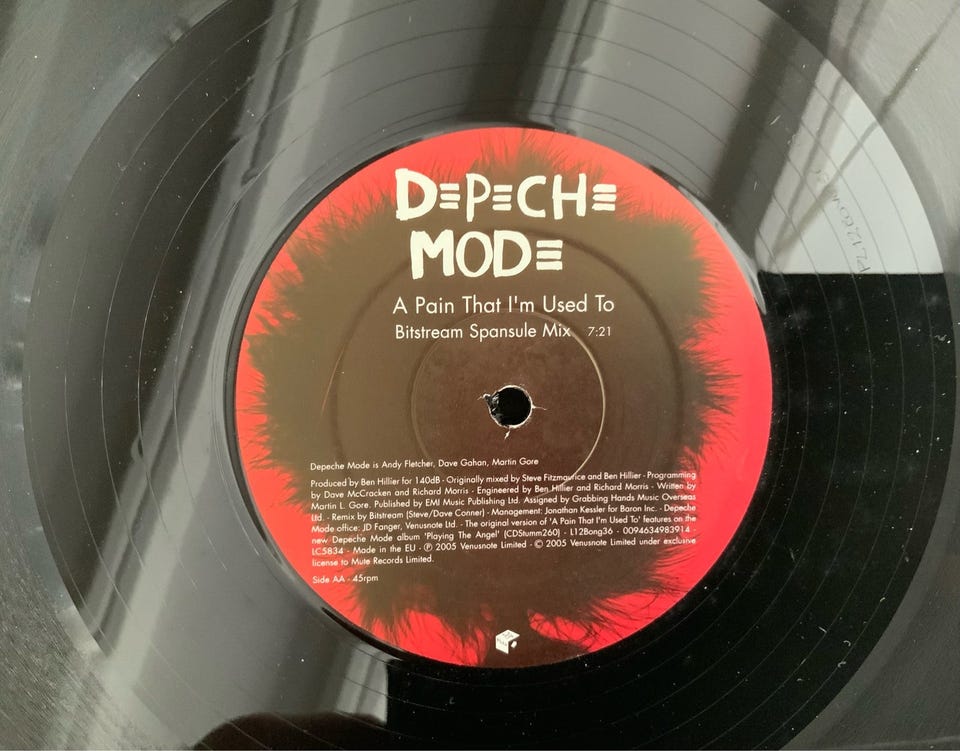 DEPECHE
MODE
A Pain That I'm Used To
Bitstream Spansule Mix 7:21
Depeche Mode is Andy Fletcher, Dave Gahan, Martin Gore
Produced by Ben Hillier for 140dB · Originally mixed by Steve Fitzmaurice and Ben Hillier · Programming
by Dave McCracken and Richard Morris · Engineered by Ben Hillier and Richard Morris · Written by
Martin L. Gore. Published by EMI Music Publishing Ltd. Assigned by Grabbing Hands Music Overseas
Ltd. · Remix by Bitstream (Steve/Dave Conner) · Management: Jonathan Kessler for Baron Inc. · Depeche
Mode office: JD Fanger, Venusnote Ltd. · The original version of 'A Pain That I'm Used To' features on the
new Depeche Mode album 'Playing The Angel' (CDStumm260) · L12Bong36 · 0094634983914 ·
LC5834 · Made in the EU · ℗ 2005 Venusnote Limited · © 2005 Venusnote Limited under exclusive
license to Mute Records Limited.
Side AA · 45rpm